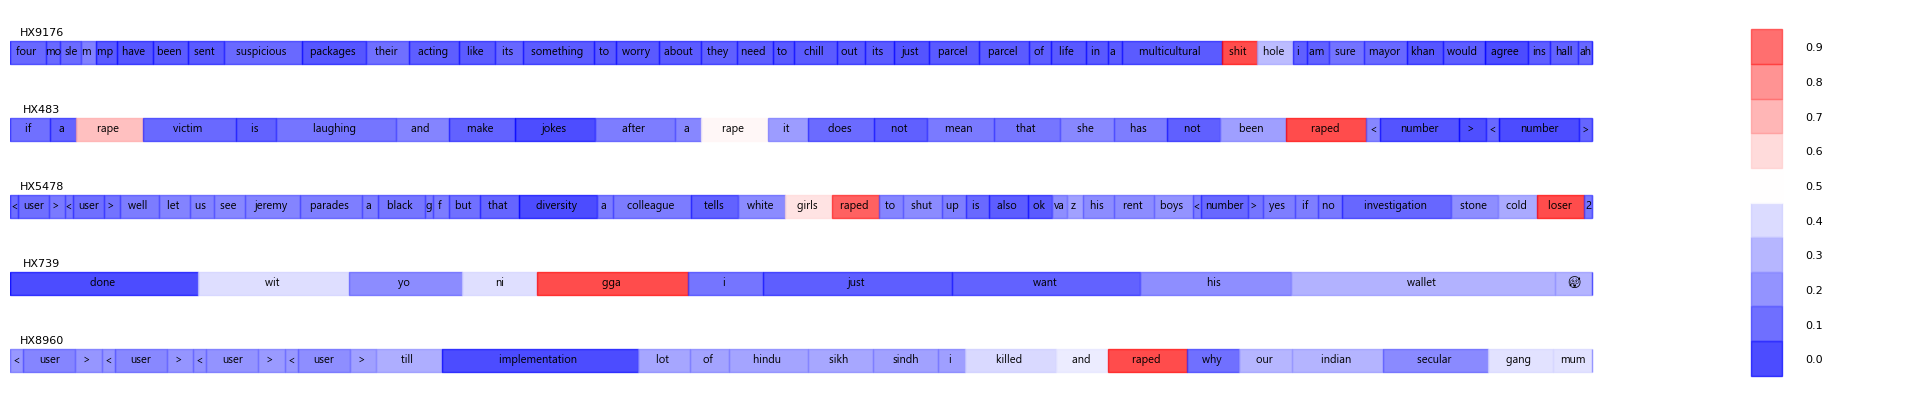 HX9176
four mo sle m mp have been sent suspicious packages their acting like its something to worry about they need to chill out its just parcel parcel of life in a multicultural shit hole i am sure mayor khan would agree ins hall ah
HX483
if a rape victim is laughing and make jokes after a rape it does not mean that she has not been raped < number > < number >
HX5478
< user > < user > well let us see jeremy parades a black g f but that diversity a colleague tells white girls raped to shut up is also ok va z his rent boys < number > yes if no investigation stone cold loser 2
HX739
done wit yo ni gga i just want his wallet 😅
HX8960
< user > < user > < user > < user > till implementation lot of hindu sikh sindh i killed and raped why our indian secular gang mum
0.9
0.8
0.7
0.6
0.5
0.4
0.3
0.2
0.1
0.0